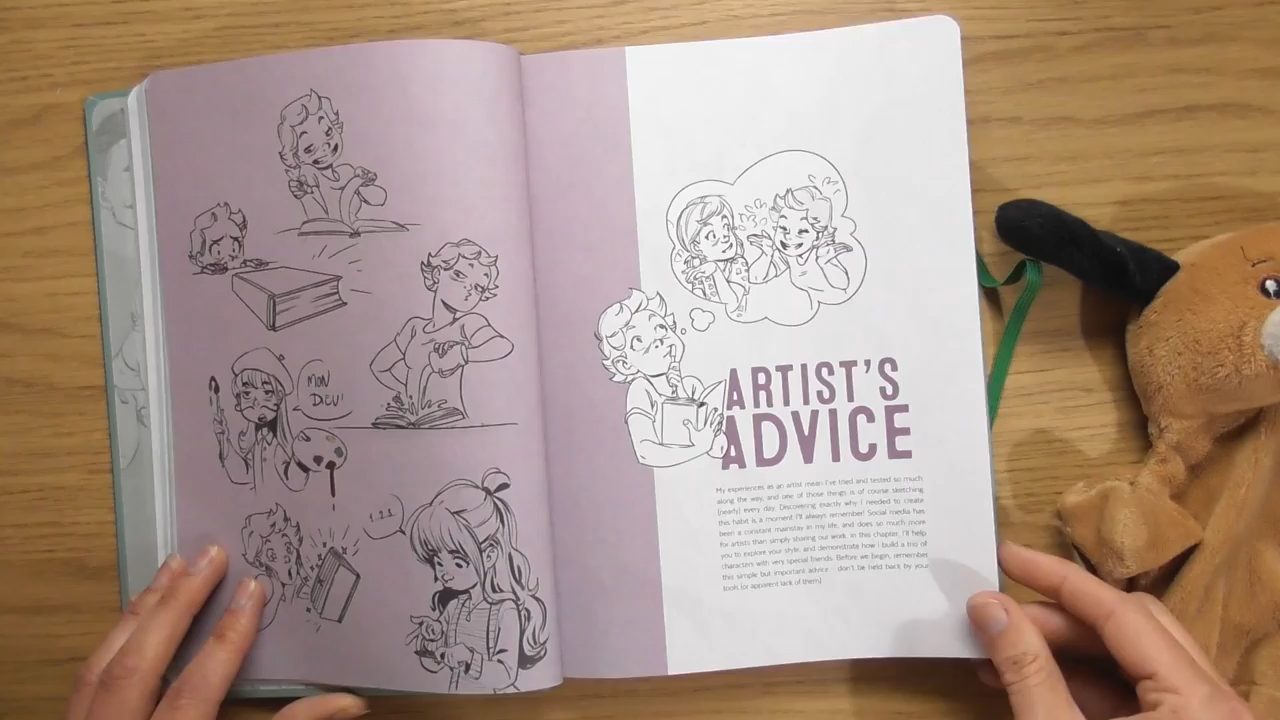 MON
DIEU!
1,2,1
ARTIST'S
ADVICE
My experiences as an artist mean I've tried and tested so much
along the way, and one of those things is of course sketching
(nearly) every day. Discovering exactly why I needed to create
this habit is a moment I'll always remember! Social media has
been a constant mainstay in my life, and does so much more
for artists than simply sharing our work. In this chapter, I'll help
you to explore your style, and demonstrate how I build a trio of
characters with very special friends. Before we begin, remember
this simple but important advice - don't be held back by your
tools (or apparent lack of them).